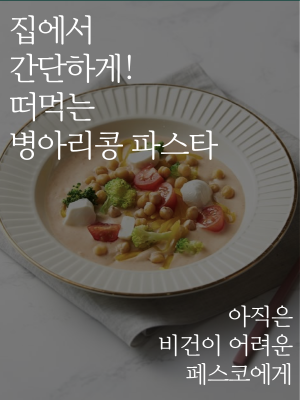 집에서
간단하게!
떠먹는
병아리콩 파스타
아직은
비건이 어려운
페스코에게